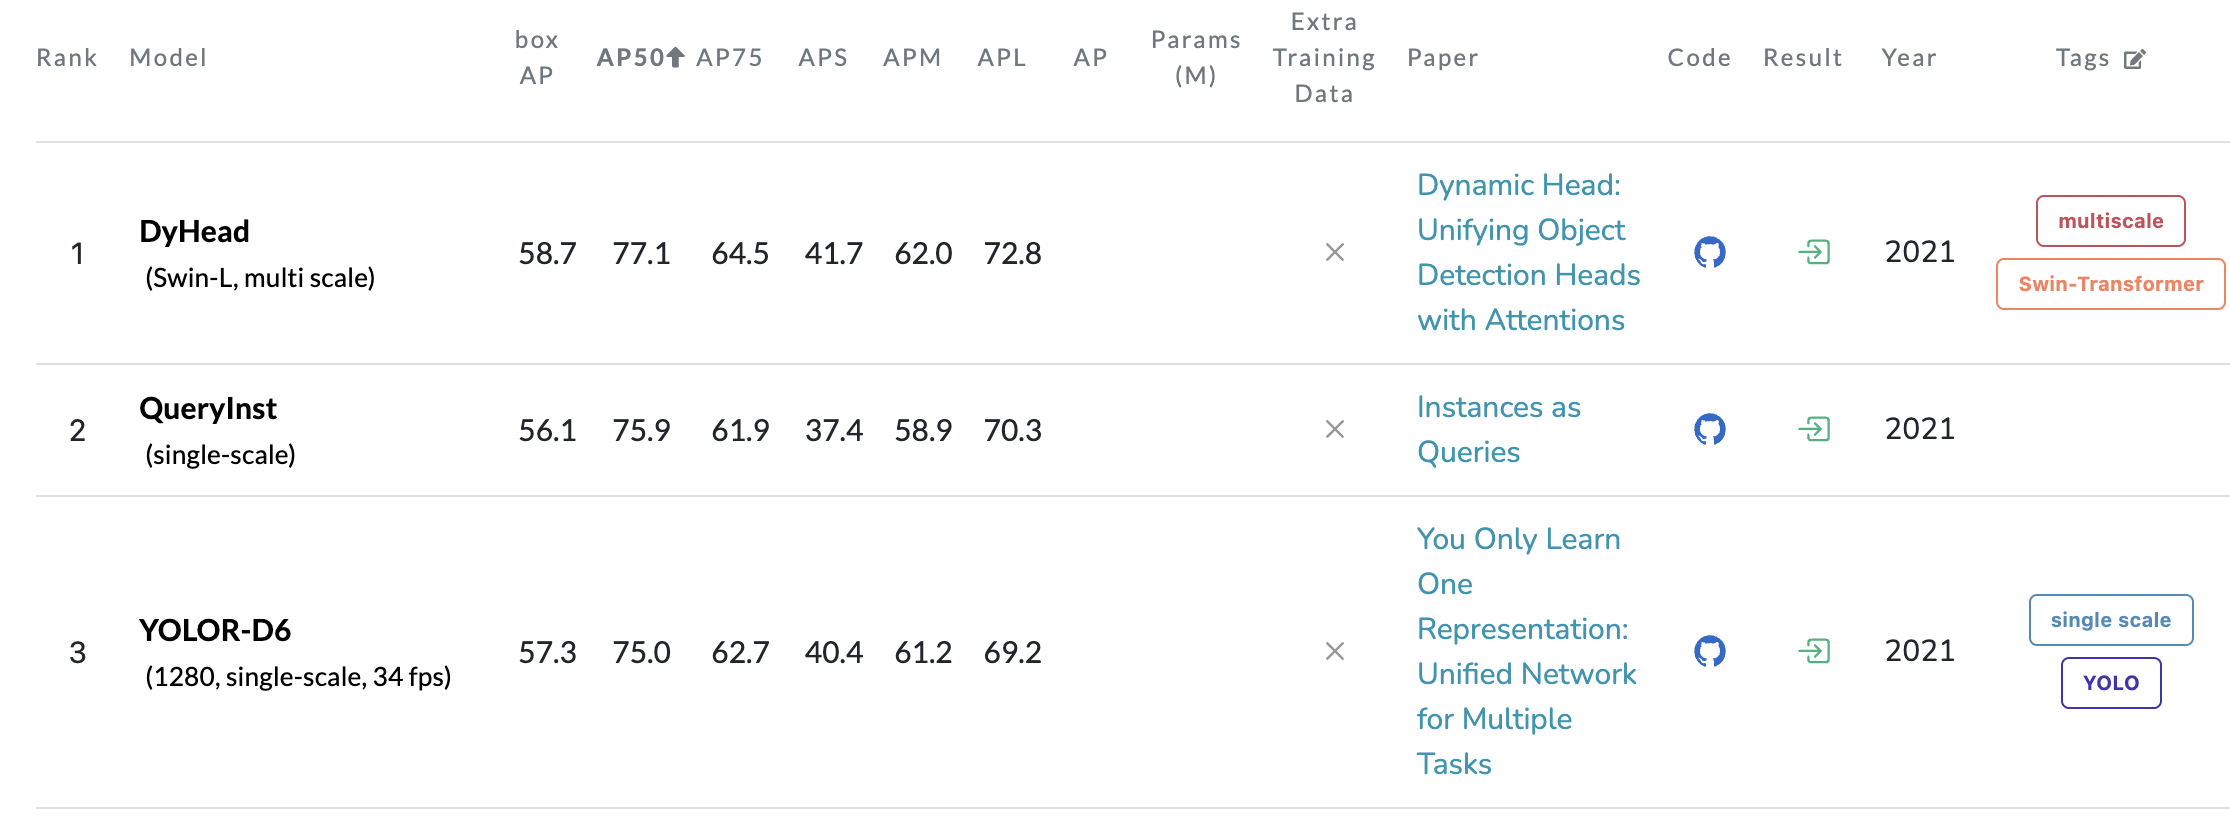 Rank Model box AP AP50 AP75 APS APM APL AP Params (M) Extra Training Data Paper Code Result Year Tags
1 DyHead (Swin-L, multi scale) 58.7 77.1 64.5 41.7 62.0 72.8 × Dynamic Head: Unifying Object Detection Heads with Attentions 2021 multiscale Swin-Transformer
2 QueryInst (single-scale) 56.1 75.9 61.9 37.4 58.9 70.3 × Instances as Queries 2021
3 YOLOR-D6 (1280, single-scale, 34 fps) 57.3 75.0 62.7 40.4 61.2 69.2 × You Only Learn One Representation: Unified Network for Multiple Tasks 2021 single scale YOLO